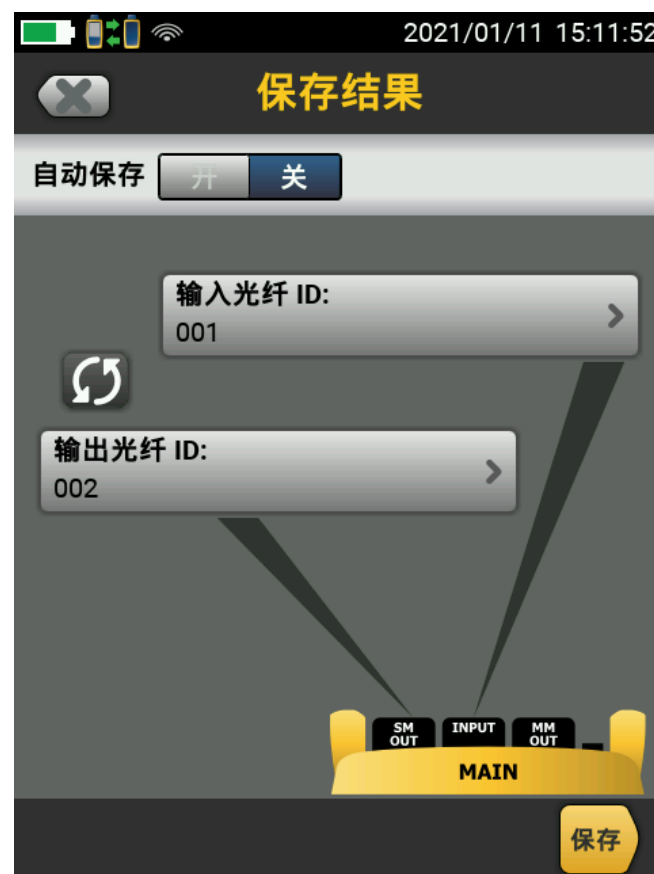 2021/01/11 15:11:52
保存结果
自动保存 开 关
输入光纤 ID:
001
输出光纤 ID:
002
SM OUT INPUT MM OUT
MAIN
保存